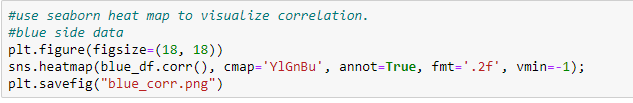 #use seaborn heat map to visualize correlation.
#blue side data
plt.figure(figsize=(18, 18))
sns.heatmap(blue_df.corr(), cmap='YlGnBu', annot=True, fmt='.2f', vmin=-1);
plt.savefig("blue_corr.png")